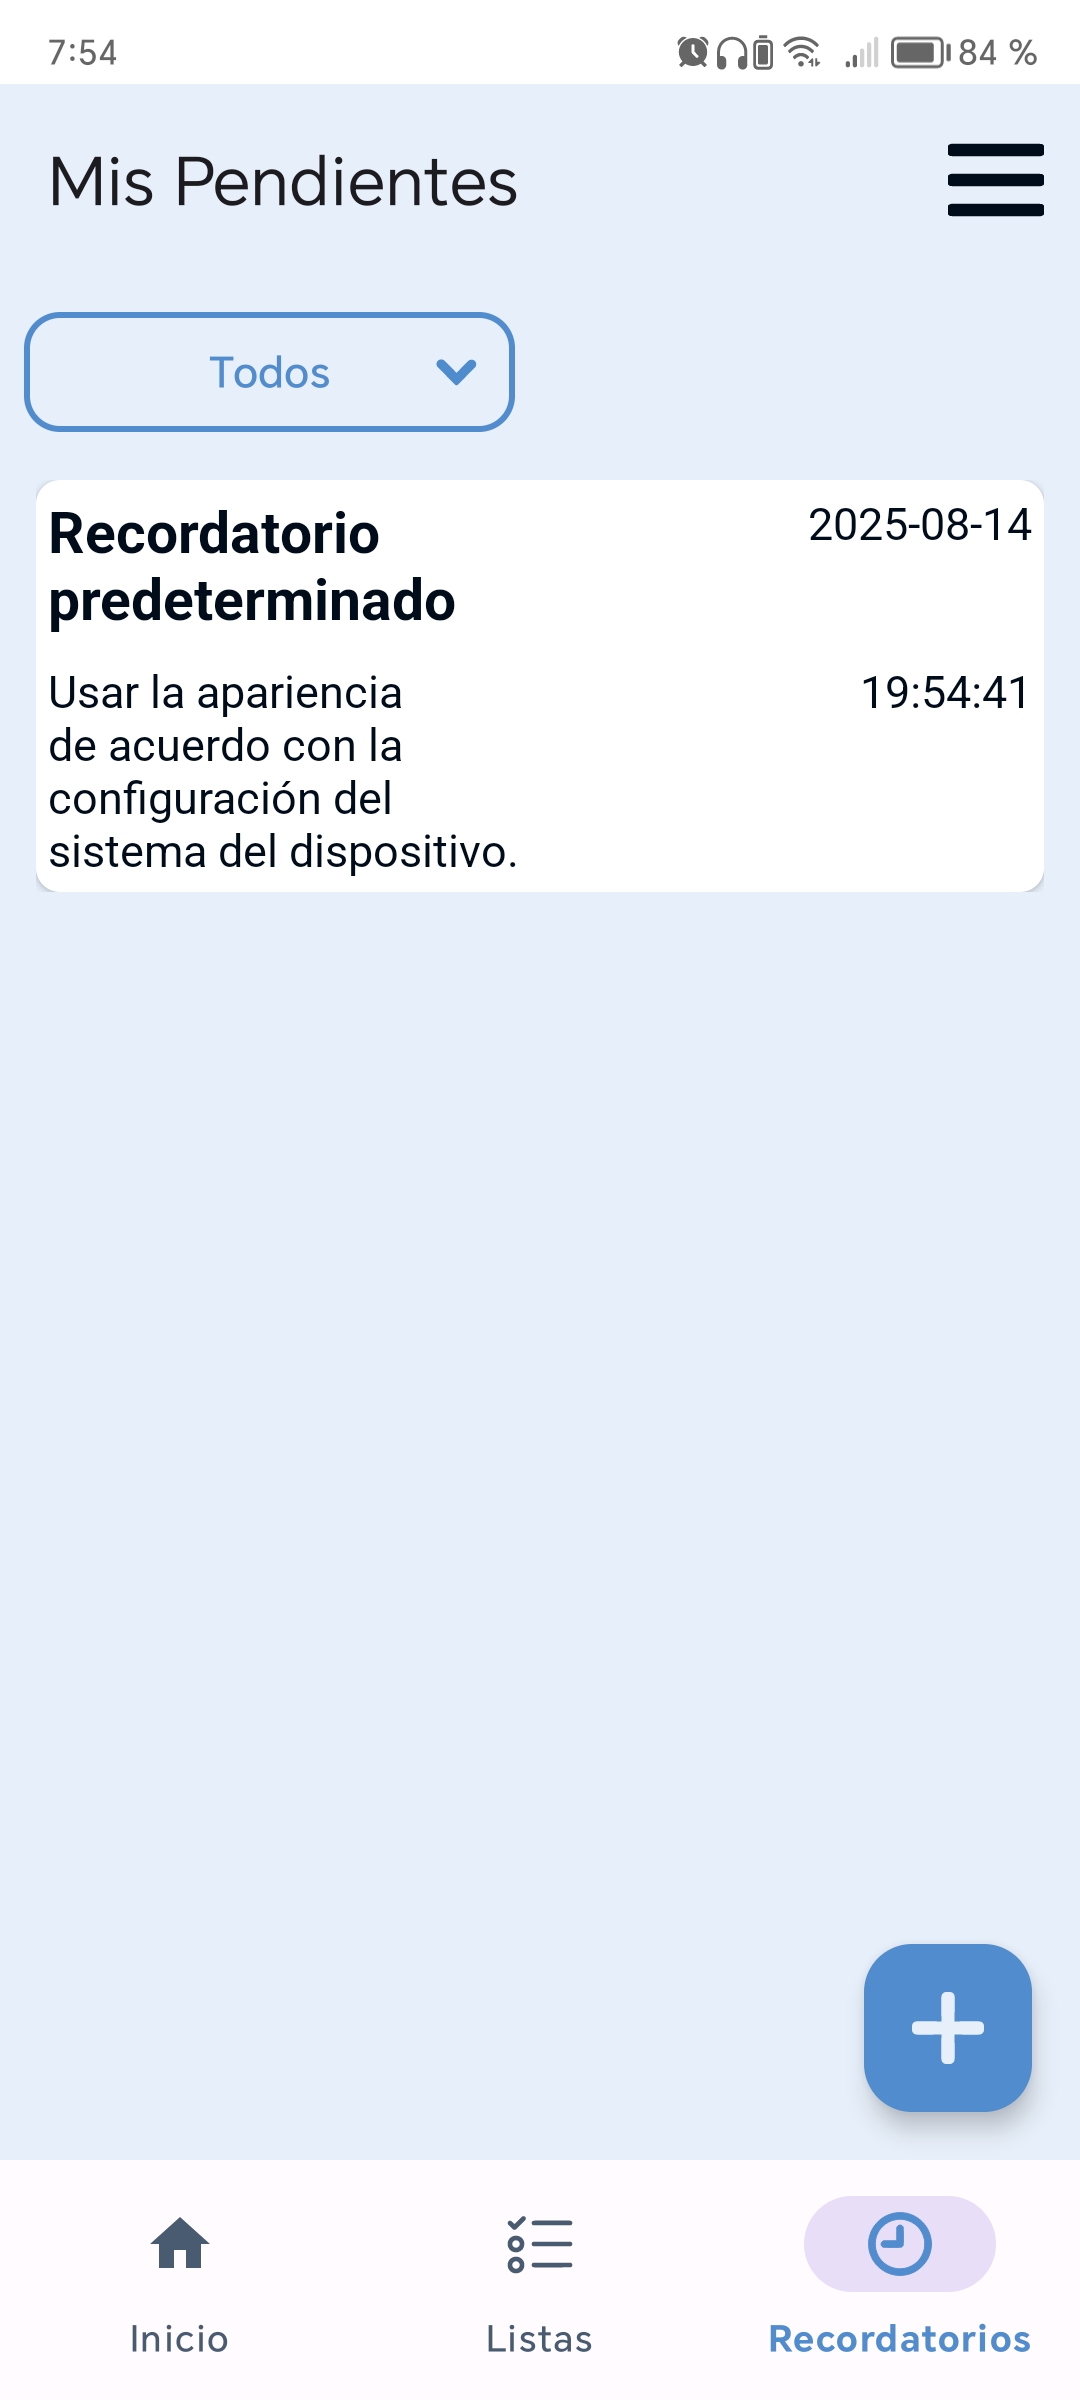 7:54
84 %
Mis Pendientes
Todos
Recordatorio
predeterminado
2025-08-14
Usar la apariencia
de acuerdo con la
configuración del
sistema del dispositivo.
19:54:41
Inicio
Listas
Recordatorios